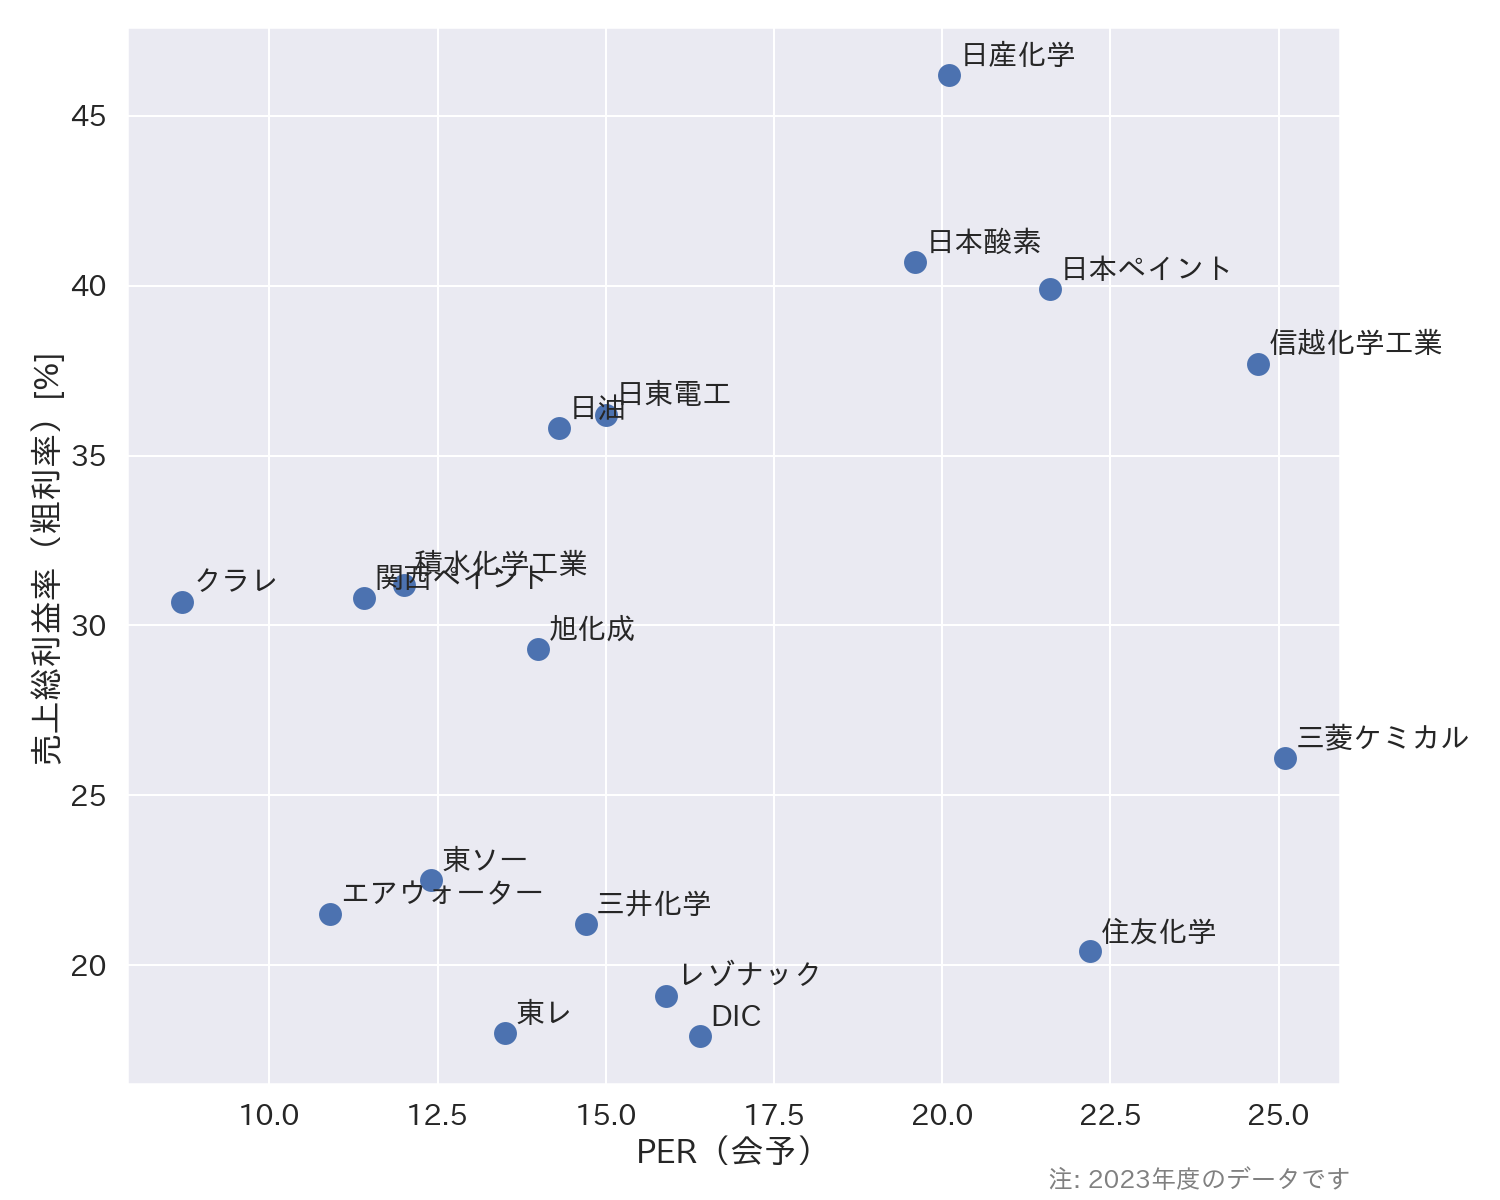 日産化学
45
日本酸素
日本ペイント
40
信越化学工業
日東電工
日油
35
積水化学工業
関西ペイント
クラレ
旭化成
30
三菱ケミカル
25
東ソー
エアウォーター
三井化学
住友化学
20
レゾナック
東レ
DIC
売上総利益率（粗利率）[%]
10.0 12.5 15.0 17.5 20.0 22.5 25.0
PER（会予）
注: 2023年度のデータです